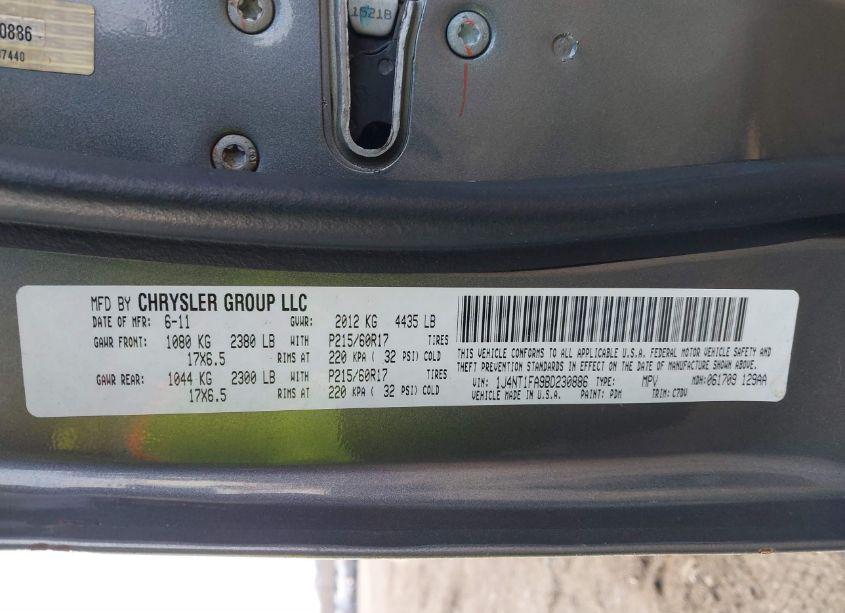 0886
7440
15218
MFD BY CHRYSLER GROUP LLC
DATE OF MFR: 6-11 GVWR: 2012 KG 4435 LB
GAWR FRONT: 1080 KG 2380 LB WITH P215/60R17 TIRES
17X6.5 RIMS AT 220 KPA ( 32 PSI) COLD
GAWR REAR: 1044 KG 2300 LB WITH P215/60R17 TIRES
17X6.5 RIMS AT 220 KPA ( 32 PSI) COLD
THIS VEHICLE CONFORMS TO ALL APPLICABLE U.S.A. FEDERAL MOTOR VEHICLE SAFETY AND
THEFT PREVENTION STANDARDS IN EFFECT ON THE DATE OF MANUFACTURE SHOWN ABOVE.
VIN: 1J4NT1FA9BD230886 TYPE: MPV MDH: 061709 129AA
VEHICLE MADE IN U.S.A. PAINT: PDM TRIM: C7DV